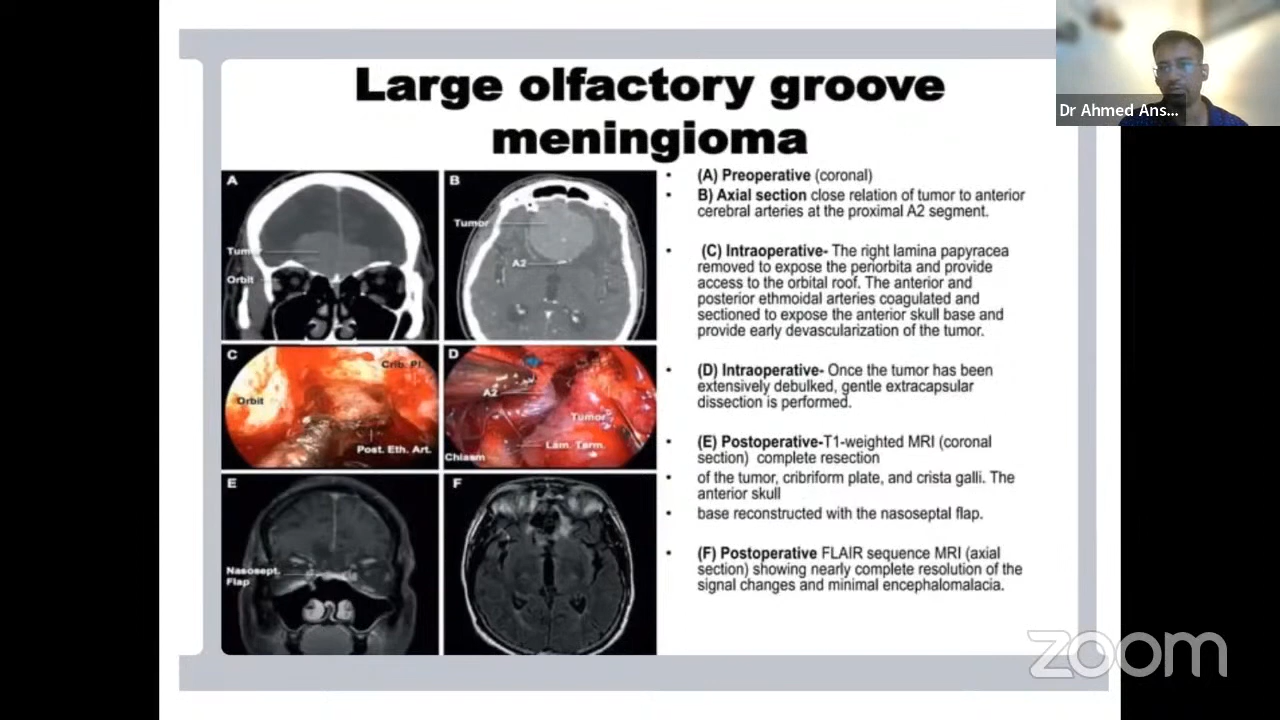 Large olfactory groove
meningioma
Dr Ahmed Ans...
A
Tumor
Orbit
B
Tumor
A2
C
Crib. Pl.
Orbit
Post. Eth. Art.
D
A2
Tumor
Lam. Term.
Chiasm
E
Nasosept.
Flap
F
• (A) Preoperative (coronal)
• B) Axial section close relation of tumor to anterior
cerebral arteries at the proximal A2 segment.
• (C) Intraoperative- The right lamina papyracea
removed to expose the periorbita and provide
access to the orbital roof. The anterior and
posterior ethmoidal arteries coagulated and
sectioned to expose the anterior skull base and
provide early devascularization of the tumor.
• (D) Intraoperative- Once the tumor has been
extensively debulked, gentle extracapsular
dissection is performed.
• (E) Postoperative-T1-weighted MRI (coronal
section) complete resection
• of the tumor, cribriform plate, and crista galli. The
anterior skull
• base reconstructed with the nasoseptal flap.
• (F) Postoperative FLAIR sequence MRI (axial
section) showing nearly complete resolution of the
signal changes and minimal encephalomalacia.
zoom